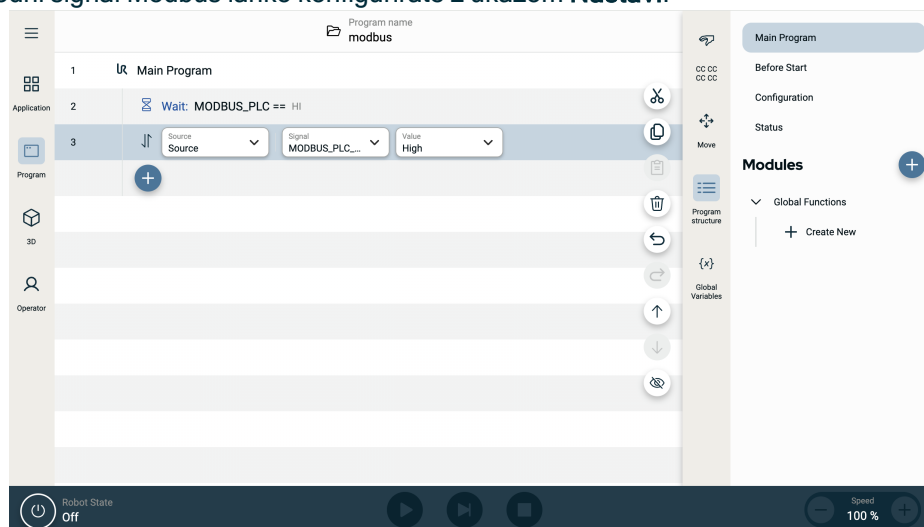 signal Modbus lahko konfigurirate z ukazom Nastavi.
Program name
modbus
1 Main Program
2 Wait: MODBUS_PLC == HI
3 Source Source Signal MODBUS_PLC_... Value High
Application
Program
3D
Operator
CC CC
CC CC
Move
Program
structure
{x}
Global
Variables
Main Program
Before Start
Configuration
Status
Modules
Global Functions
Create New
Robot State
Off
Speed
100 %